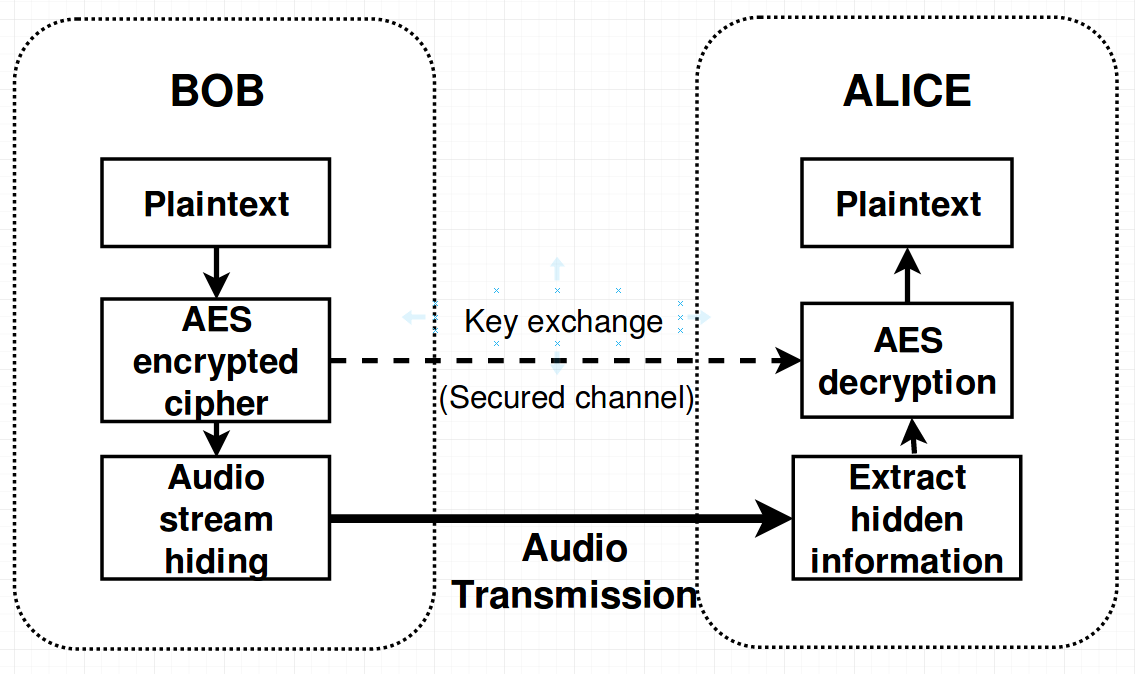 BOB
Plaintext
AES
encrypted
cipher
Audio
stream
hiding
Key exchange
(Secured channel)
Audio
Transmission
ALICE
Plaintext
AES
decryption
Extract
hidden
information